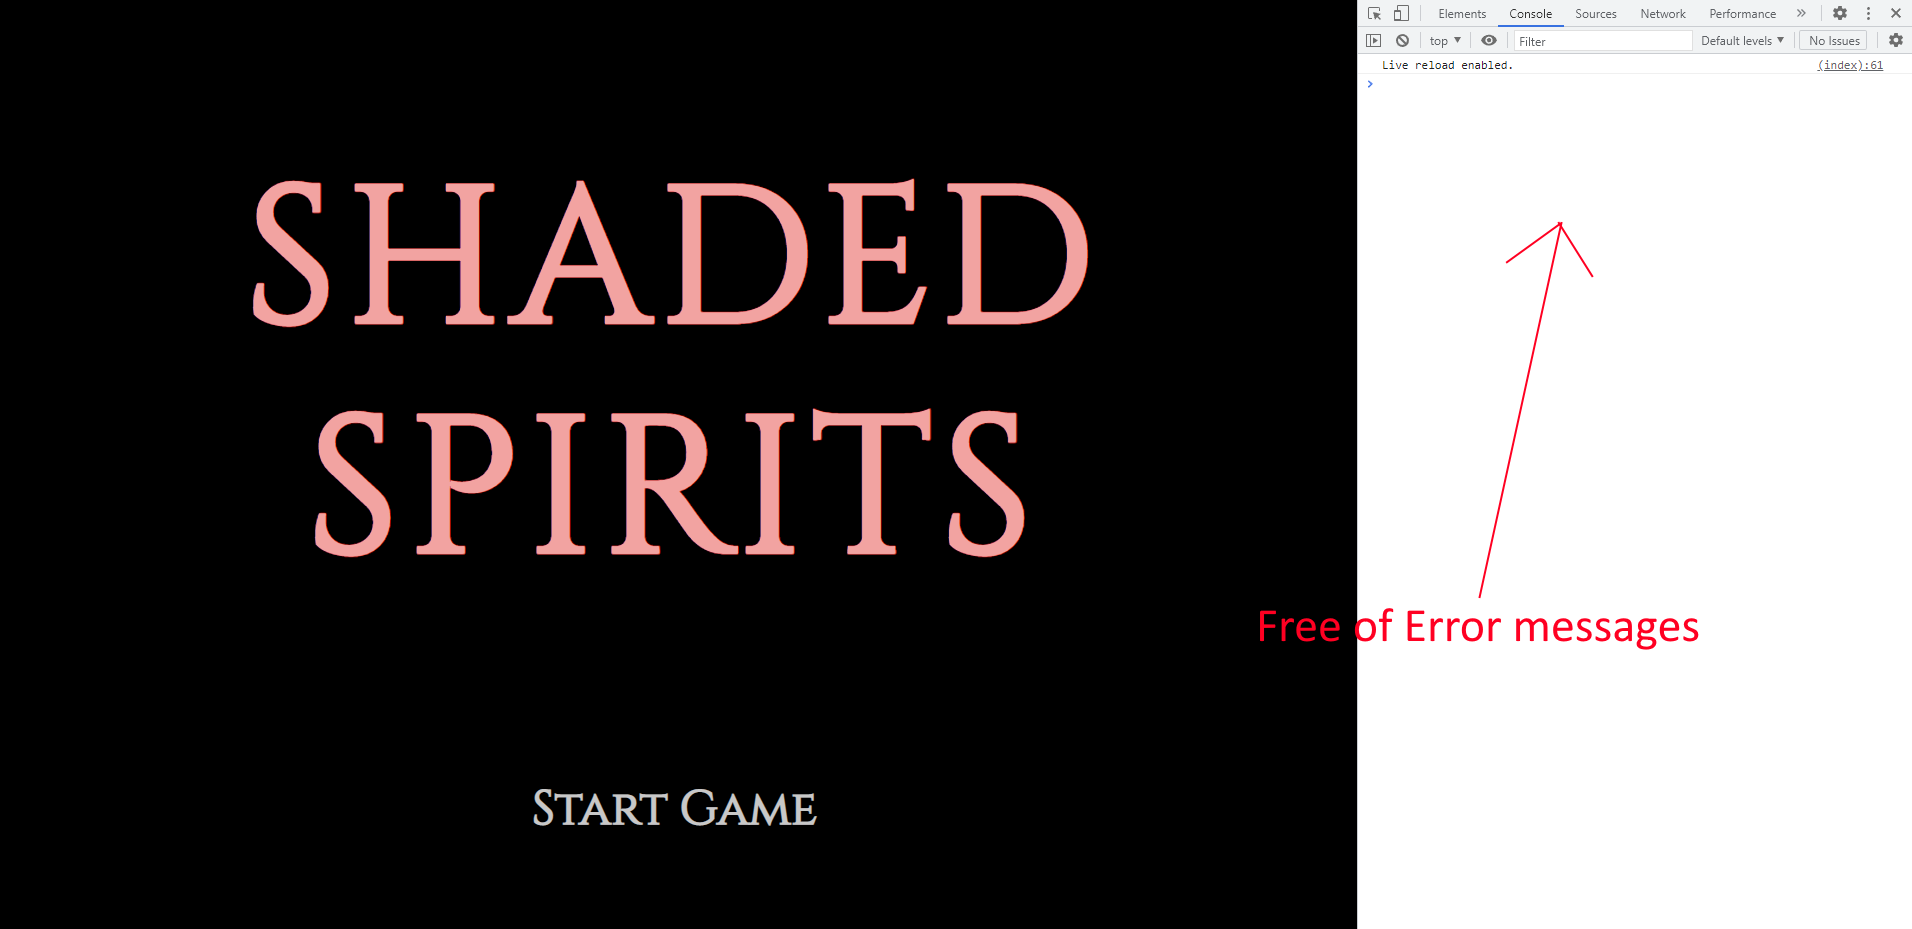 SHADED
SPIRITS
START GAME
Elements Console Sources Network Performance »
top Filter Default levels No Issues
Live reload enabled. (index):61
Free of Error messages